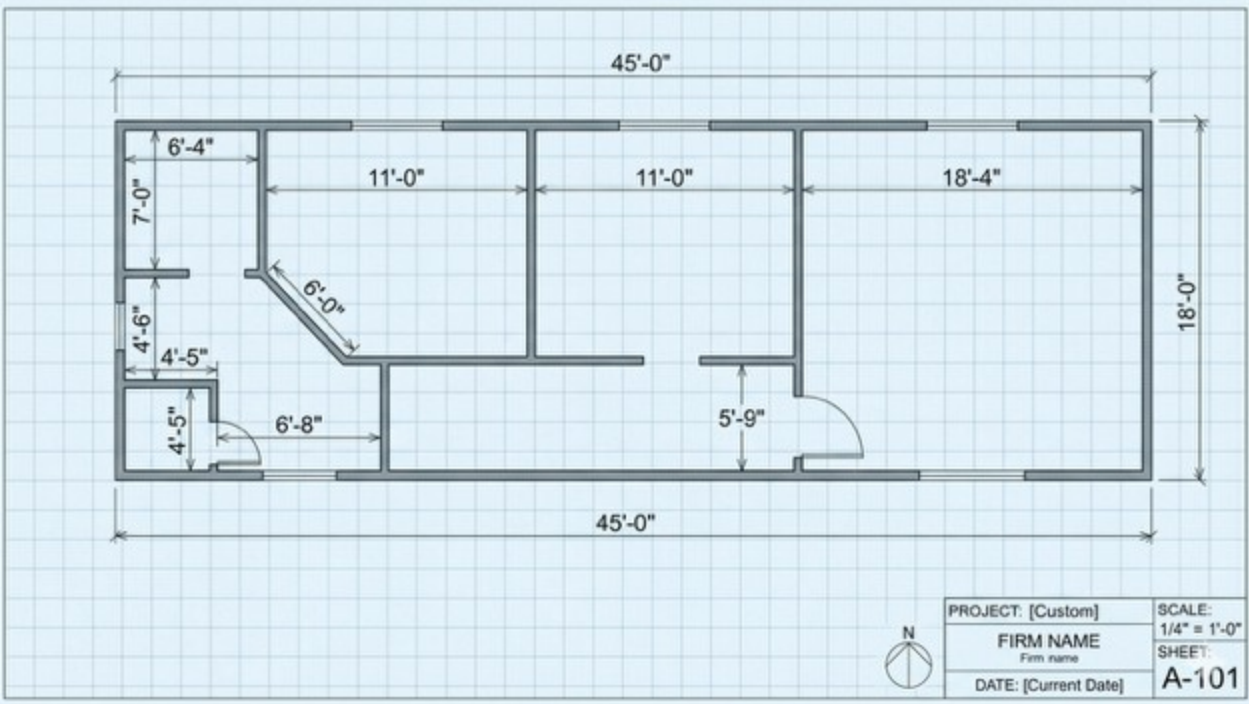 45'-0"
6'-4"
7'-0"
11'-0"
11'-0"
18'-4"
18'-0"
6'-0"
4'-6"
4'-5"
4'-5"
6'-8"
5'-9"
45'-0"
N
PROJECT: [Custom]
FIRM NAME
Firm name
DATE: [Current Date]
SCALE:
1/4" = 1'-0"
SHEET:
A-101